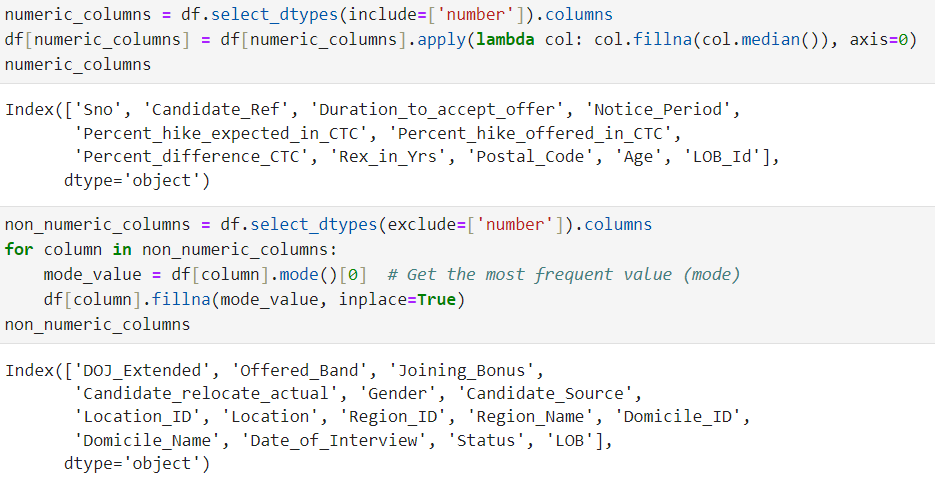 numeric_columns = df.select_dtypes(include=['number']).columns
df[numeric_columns] = df[numeric_columns].apply(lambda col: col.fillna(col.median()), axis=0)
numeric_columns
Index(['Sno', 'Candidate_Ref', 'Duration_to_accept_offer', 'Notice_Period',
       'Percent_hike_expected_in_CTC', 'Percent_hike_offered_in_CTC',
       'Percent_difference_CTC', 'Rex_in_Yrs', 'Postal_Code', 'Age', 'LOB_Id'],
      dtype='object')
non_numeric_columns = df.select_dtypes(exclude=['number']).columns
for column in non_numeric_columns:
    mode_value = df[column].mode()[0]  # Get the most frequent value (mode)
    df[column].fillna(mode_value, inplace=True)
non_numeric_columns
Index(['DOJ_Extended', 'Offered_Band', 'Joining_Bonus',
       'Candidate_relocate_actual', 'Gender', 'Candidate_Source',
       'Location_ID', 'Location', 'Region_ID', 'Region_Name', 'Domicile_ID',
       'Domicile_Name', 'Date_of_Interview', 'Status', 'LOB'],
      dtype='object')